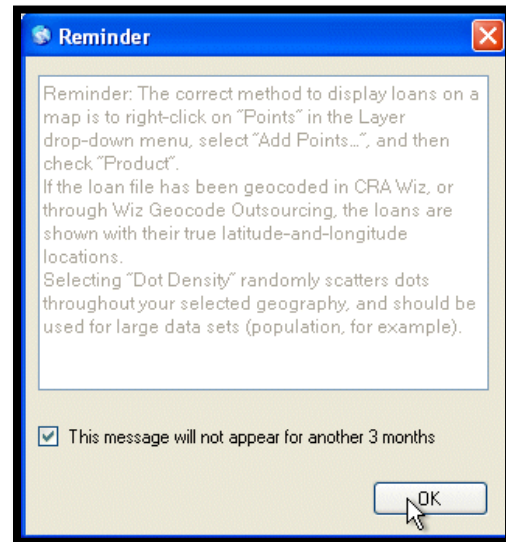 Reminder
Reminder: The correct method to display loans on a
map is to right-click on "Points" in the Layer
drop-down menu, select "Add Points...", and then
check "Product".
If the loan file has been geocoded in CRA Wiz, or
through Wiz Geocode Outsourcing, the loans are
shown with their true latitude-and-longitude
locations.
Selecting "Dot Density" randomly scatters dots
throughout your selected geography, and should be
used for large data sets (population, for example).
This message will not appear for another 3 months
OK